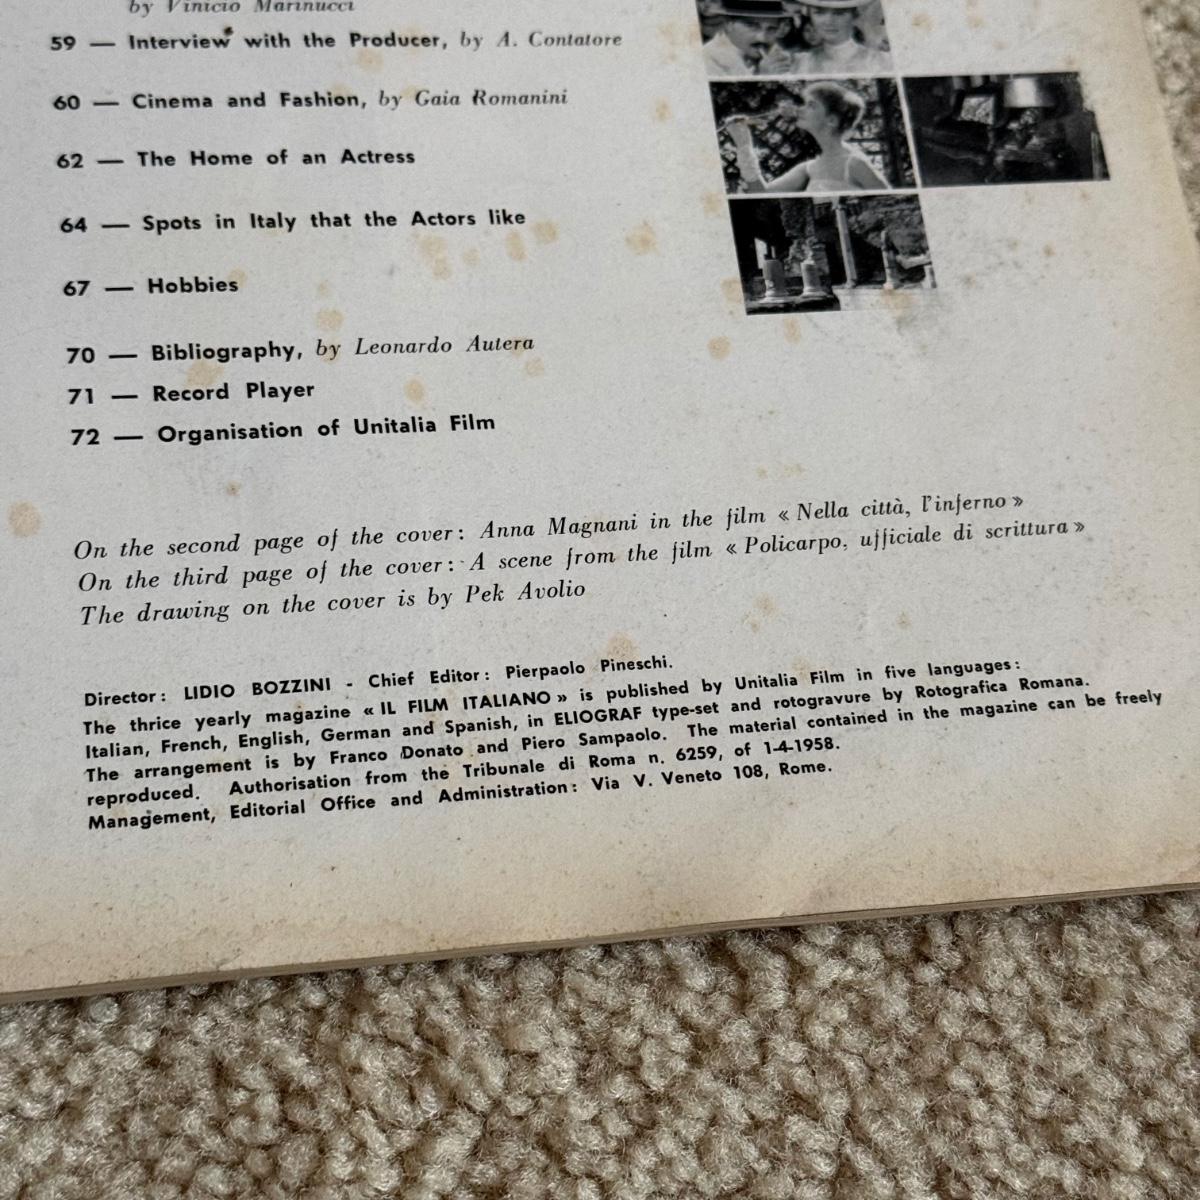 by Vinicio Marinucci
59 — Interview with the Producer, by A. Contatore
60 — Cinema and Fashion, by Gaia Romanini
62 — The Home of an Actress
64 — Spots in Italy that the Actors like
67 — Hobbies
70 — Bibliography, by Leonardo Autera
71 — Record Player
72 — Organisation of Unitalia Film
On the second page of the cover: Anna Magnani in the film « Nella città, l'inferno »
On the third page of the cover: A scene from the film « Policarpo, ufficiale di scrittura »
The drawing on the cover is by Pek Avolio
Director: LIDIO BOZZINI - Chief Editor: Pierpaolo Pineschi.
The thrice yearly magazine « IL FILM ITALIANO » is published by Unitalia Film in five languages:
Italian, French, English, German and Spanish, in ELIOGRAF type-set and rotogravure by Rotografica Romana.
The arrangement is by Franco Donato and Piero Sampaolo. The material contained in the magazine can be freely
reproduced. Authorisation from the Tribunale di Roma n. 6259, of 1-4-1958.
Management, Editorial Office and Administration: Via V. Veneto 108, Rome.